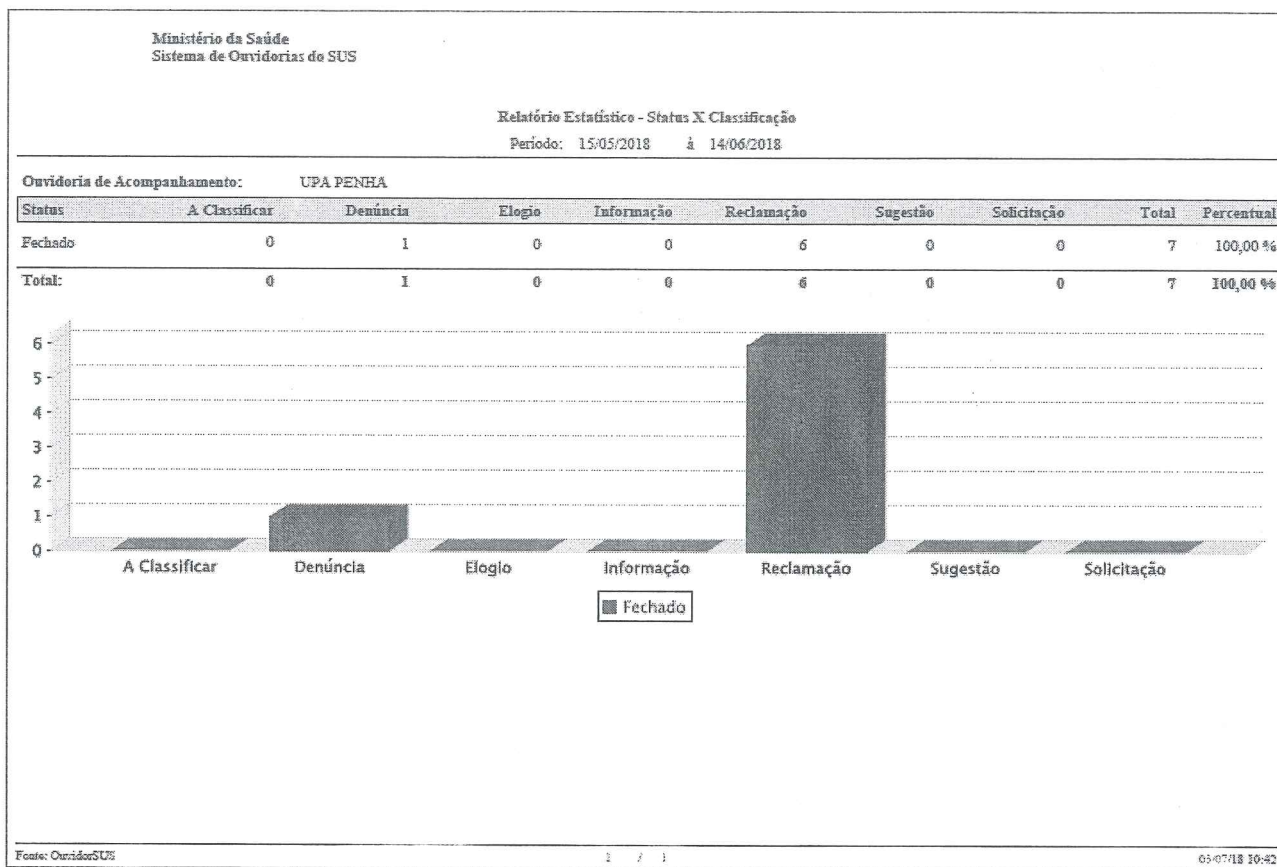 Ministério da Saúde
Sistema de Ouvidorias do SUS
Relatório Estatístico - Status X Classificação
Período: 15/05/2018 à 14/06/2018
Ouvidoria de Acompanhamento: UPA PENHA
Status A Classificar Denúncia Elogio Informação Reclamação Sugestão Solicitação Total Percentual
Fechado 0 1 0 0 6 0 0 7 100,00 %
Total: 0 1 0 0 6 0 0 7 100,00 %
6
5
4
3
2
1
0
A Classificar Denúncia Elogio Informação Reclamação Sugestão Solicitação
Fechado
Fonte: OuvidorSUS 1 / 1 03/07/18 10:42